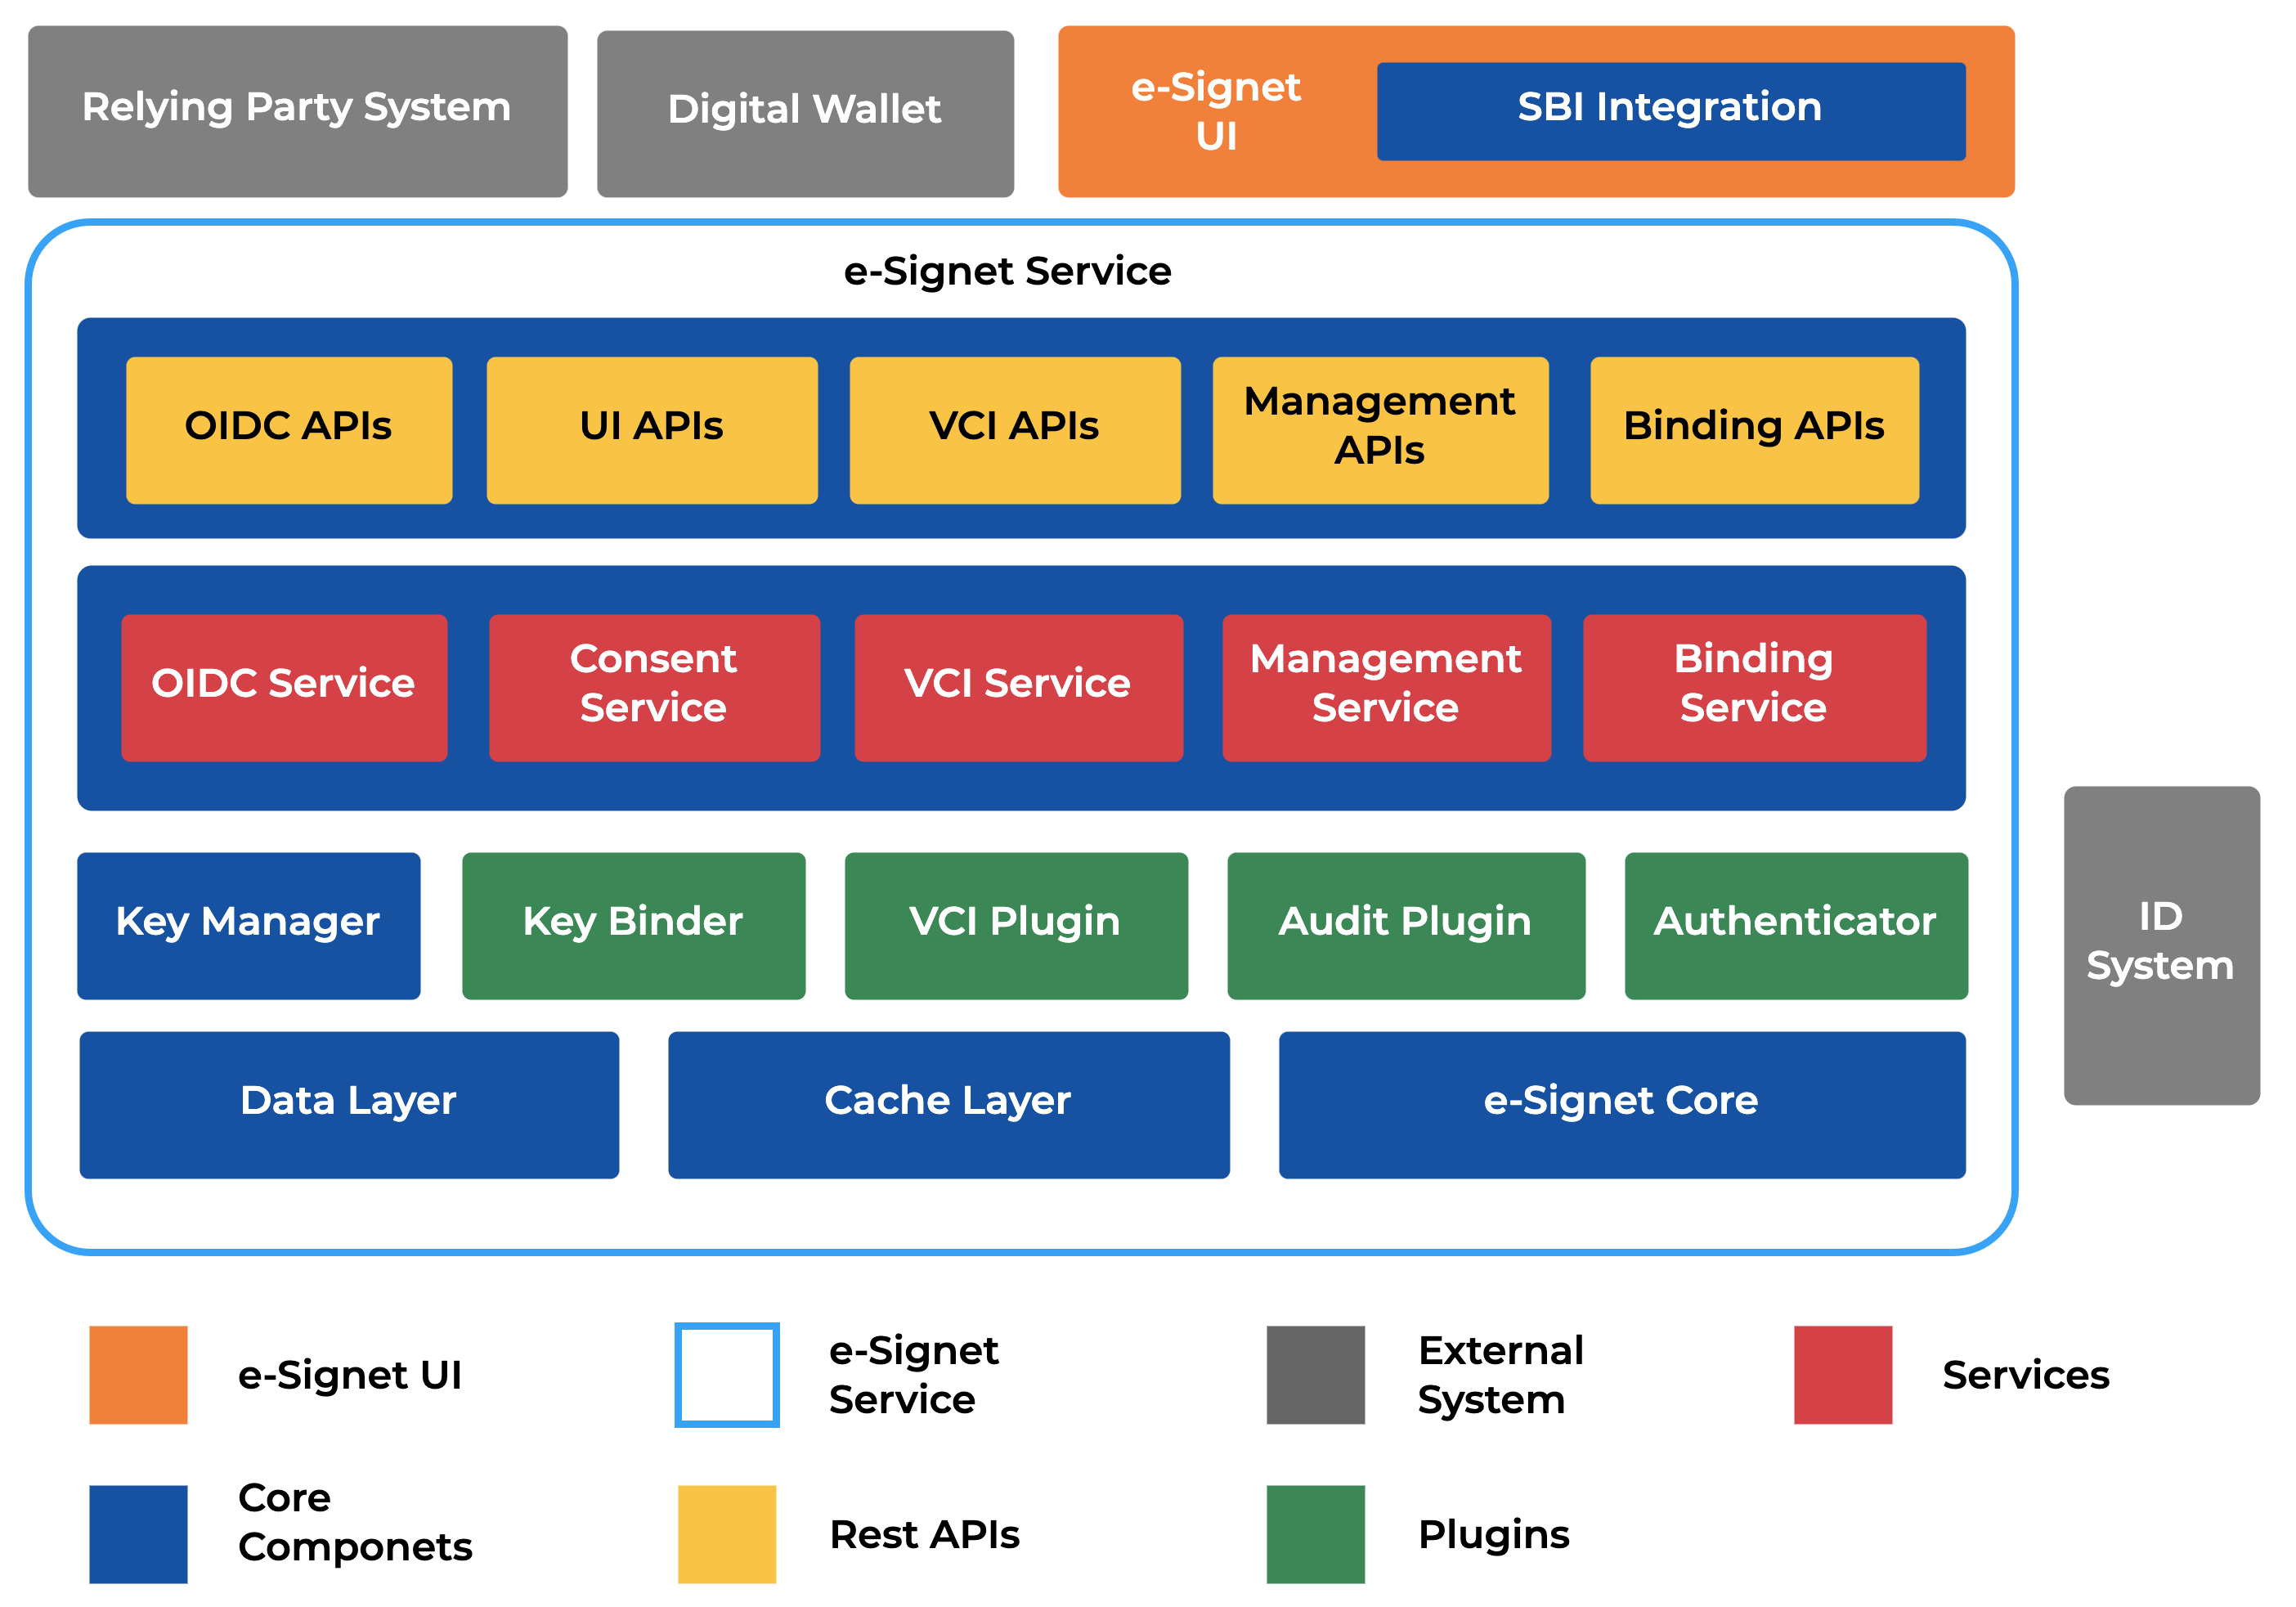 Relying Party System
Digital Wallet
e-Signet
UI
SBI Integration
e-Signet Service
OIDC APIs
UI APIs
VCI APIs
Management
APIs
Binding APIs
OIDC Service
Consent
Service
VCI Service
Management
Service
Binding
Service
Key Manager
Key Binder
VCI Plugin
Audit Plugin
Authenticator
ID
System
Data Layer
Cache Layer
e-Signet Core
e-Signet UI
e-Signet
Service
External
System
Services
Core
Componets
Rest APIs
Plugins